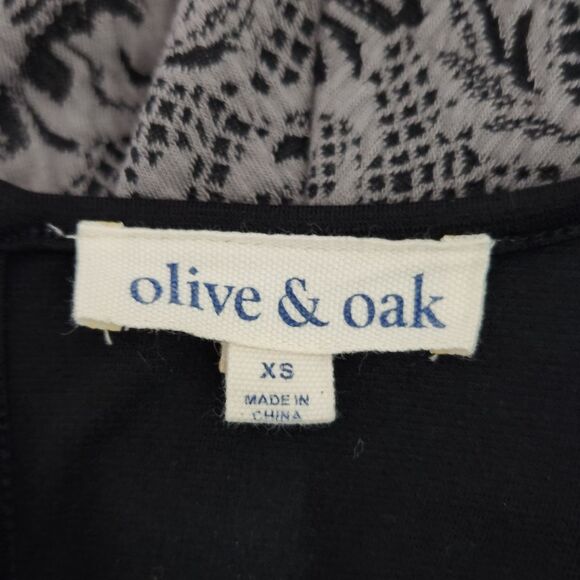 olive & oak
XS
MADE IN
CHINA